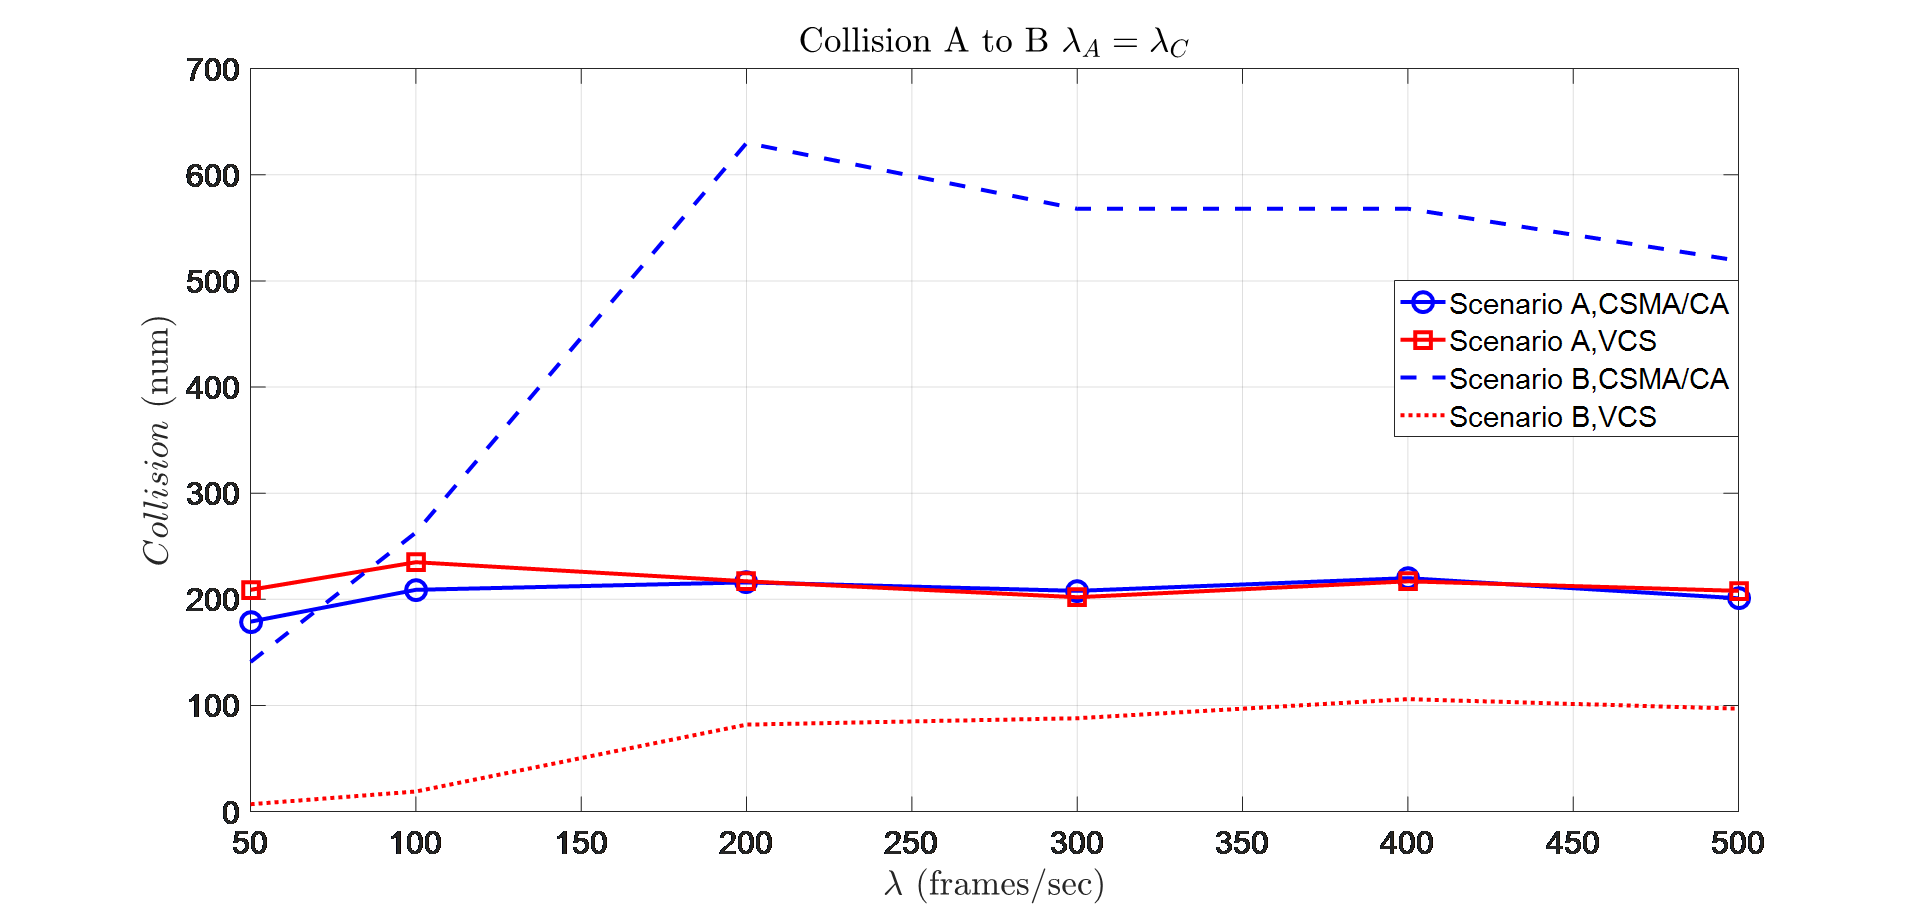 Collision A to B λ_A = λ_C
700
600
500
400
300
200
100
0
Collision (num)
Scenario A,CSMA/CA
Scenario A,VCS
Scenario B,CSMA/CA
Scenario B,VCS
50 100 150 200 250 300 350 400 450 500
λ (frames/sec)